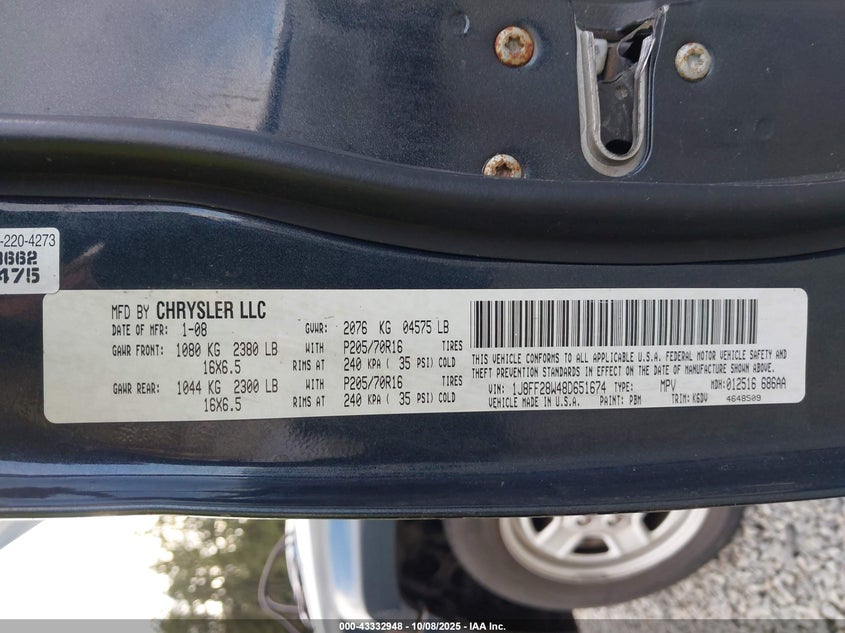 -220-4273
3662
475
MFD BY CHRYSLER LLC
DATE OF MFR: 1-08 GVWR: 2076 KG 04575 LB
GAWR FRONT: 1080 KG 2380 LB WITH P205/70R16 TIRES
16X6.5 RIMS AT 240 KPA ( 35 PSI) COLD
GAWR REAR: 1044 KG 2300 LB WITH P205/70R16 TIRES
16X6.5 RIMS AT 240 KPA ( 35 PSI) COLD
THIS VEHICLE CONFORMS TO ALL APPLICABLE U.S.A. FEDERAL MOTOR VEHICLE SAFETY AND
THEFT PREVENTION STANDARDS IN EFFECT ON THE DATE OF MANUFACTURE SHOWN ABOVE.
VIN: 1J8FF28W48D651674 TYPE: MPV MDH: 012516 686AA
VEHICLE MADE IN U.S.A. PAINT: PBM TRIM: K6DV 4648509
000-43332948 - 10/08/2025 - IAA Inc.